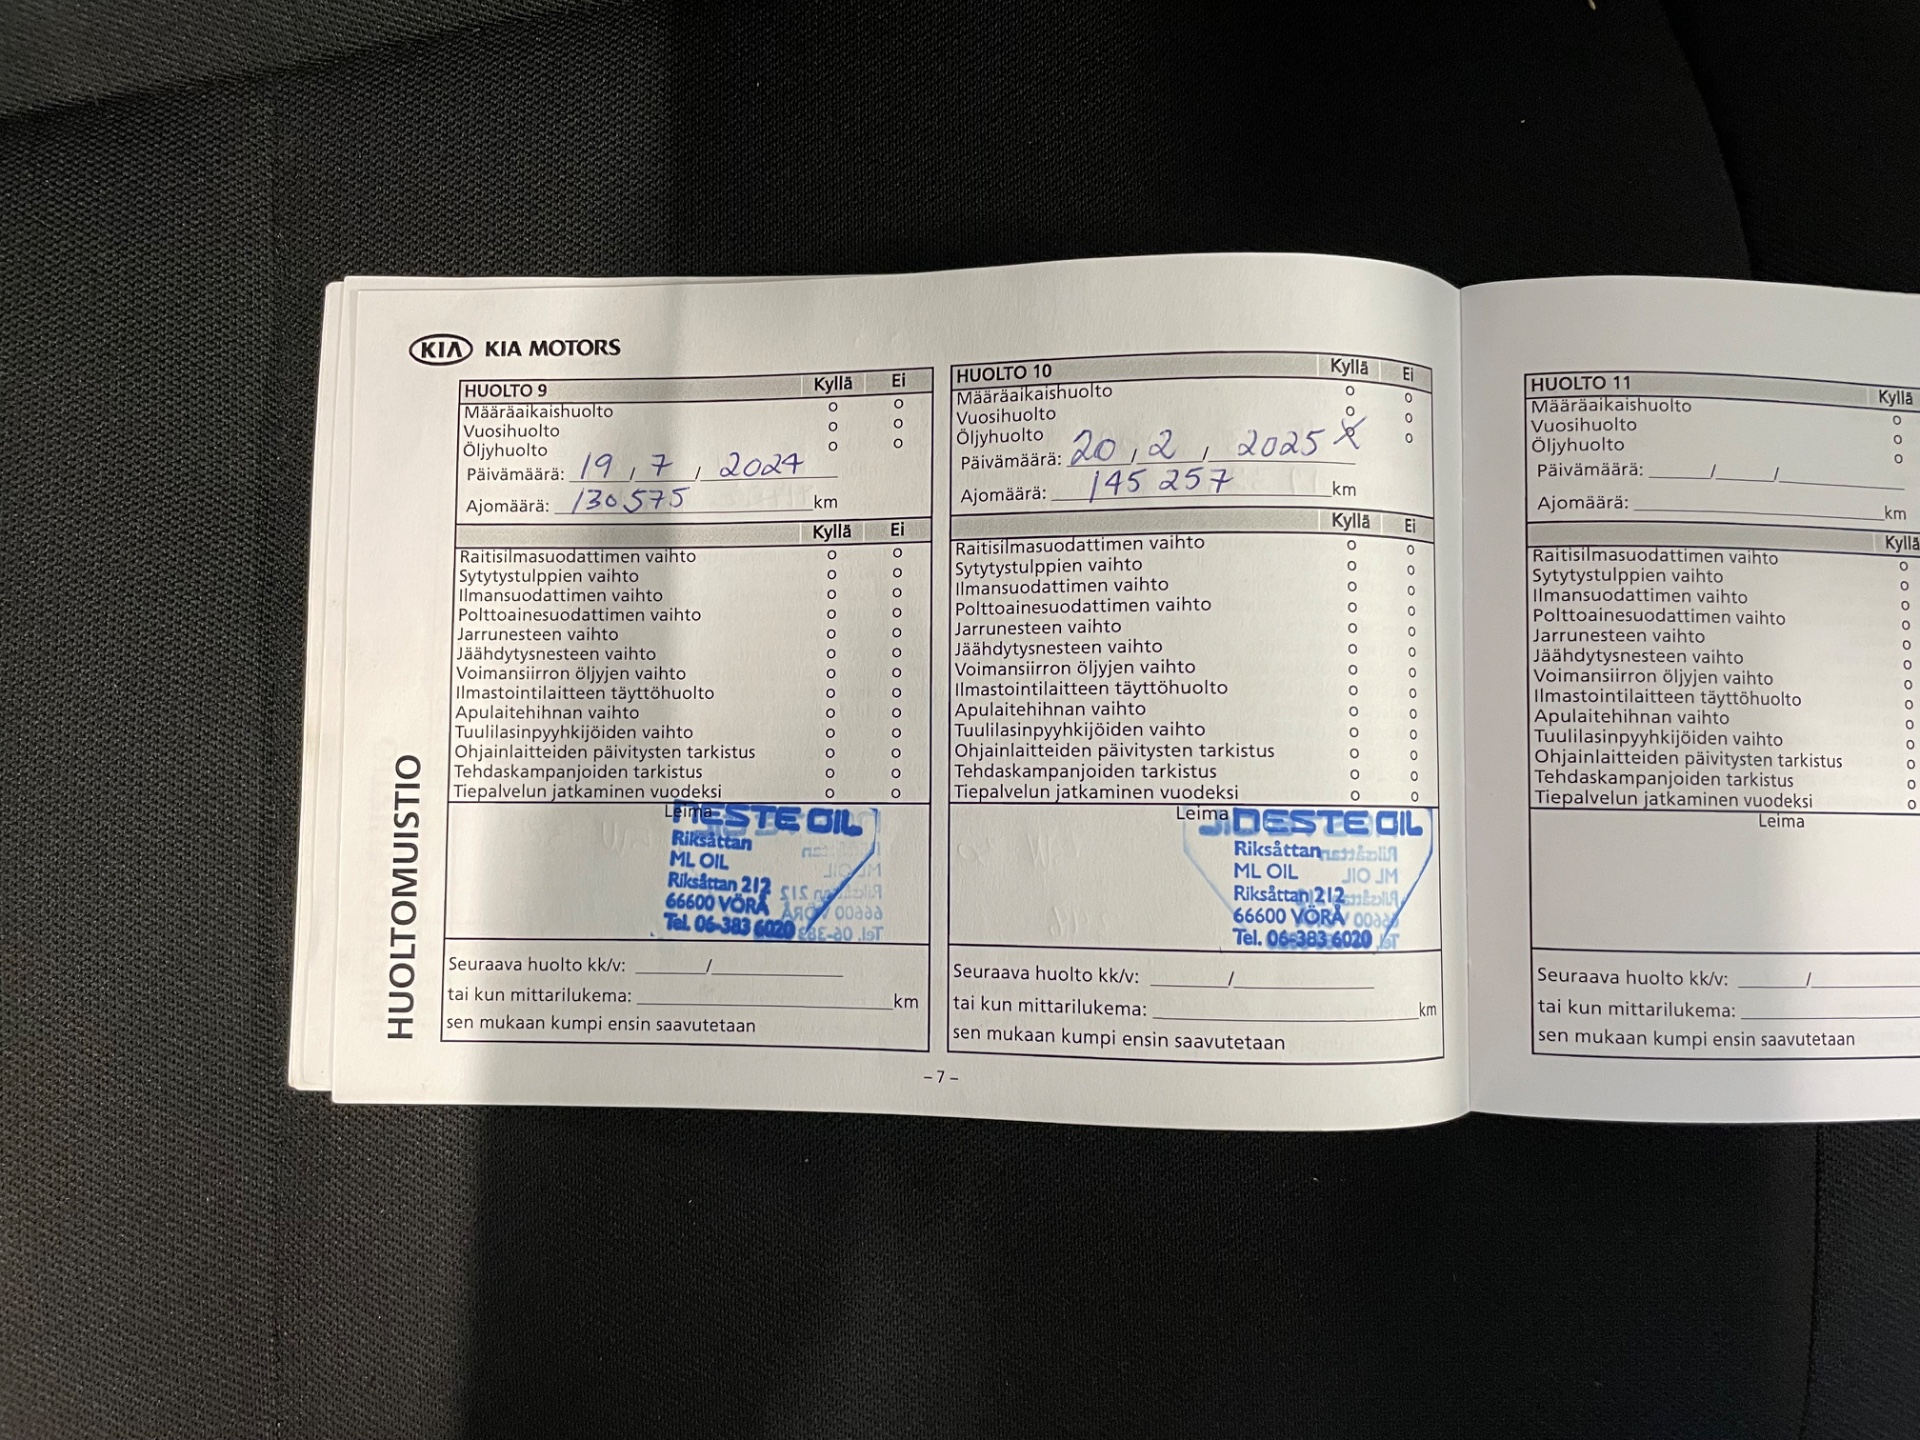 KIA KIA MOTORS
HUOLTOMUISTIO
HUOLTO 9 Kyllä Ei
Määräaikaishuolto o o
Vuosihuolto o o
Öljyhuolto o o
Päivämäärä: 19 , 7 / 2024
Ajomäärä: 130 575 km
Kyllä Ei
Raitisilmasuodattimen vaihto o o
Sytytystulppien vaihto o o
Ilmansuodattimen vaihto o o
Polttoainesuodattimen vaihto o o
Jarrunesteen vaihto o o
Jäähdytysnesteen vaihto o o
Voimansiirron öljyjen vaihto o o
Ilmastointilaitteen täyttöhuolto o o
Apulaitehihnan vaihto o o
Tuulilasinpyyhkijöiden vaihto o o
Ohjainlaitteiden päivitysten tarkistus o o
Tehdaskampanjoiden tarkistus o o
Tiepalvelun jatkaminen vuodeksi o o
Leima
NESTE OIL
Riksåttan
ML OIL
Riksåttan 212
66600 VÖRÅ
Tel. 06-383 6020
Seuraava huolto kk/v: /
tai kun mittarilukema: km
sen mukaan kumpi ensin saavutetaan
HUOLTO 10 Kyllä Ei
Määräaikaishuolto o o
Vuosihuolto o o
Öljyhuolto x o
Päivämäärä: 20 , 2 / 2025
Ajomäärä: 145 257 km
Kyllä Ei
Raitisilmasuodattimen vaihto o o
Sytytystulppien vaihto o o
Ilmansuodattimen vaihto o o
Polttoainesuodattimen vaihto o o
Jarrunesteen vaihto o o
Jäähdytysnesteen vaihto o o
Voimansiirron öljyjen vaihto o o
Ilmastointilaitteen täyttöhuolto o o
Apulaitehihnan vaihto o o
Tuulilasinpyyhkijöiden vaihto o o
Ohjainlaitteiden päivitysten tarkistus o o
Tehdaskampanjoiden tarkistus o o
Tiepalvelun jatkaminen vuodeksi o o
Leima
NESTE OIL
Riksåttan
ML OIL
Riksåttan 212
66600 VÖRÅ
Tel. 06-383 6020
Seuraava huolto kk/v: /
tai kun mittarilukema: km
sen mukaan kumpi ensin saavutetaan
– 7 –
HUOLTO 11 Kyllä
Määräaikaishuolto o
Vuosihuolto o
Öljyhuolto o
Päivämäärä: / /
Ajomäärä: km
Kyllä
Raitisilmasuodattimen vaihto o
Sytytystulppien vaihto o
Ilmansuodattimen vaihto o
Polttoainesuodattimen vaihto o
Jarrunesteen vaihto o
Jäähdytysnesteen vaihto o
Voimansiirron öljyjen vaihto o
Ilmastointilaitteen täyttöhuolto o
Apulaitehihnan vaihto o
Tuulilasinpyyhkijöiden vaihto o
Ohjainlaitteiden päivitysten tarkistus o
Tehdaskampanjoiden tarkistus o
Tiepalvelun jatkaminen vuodeksi o
Leima
Seuraava huolto kk/v: /
tai kun mittarilukema:
sen mukaan kumpi ensin saavutetaan